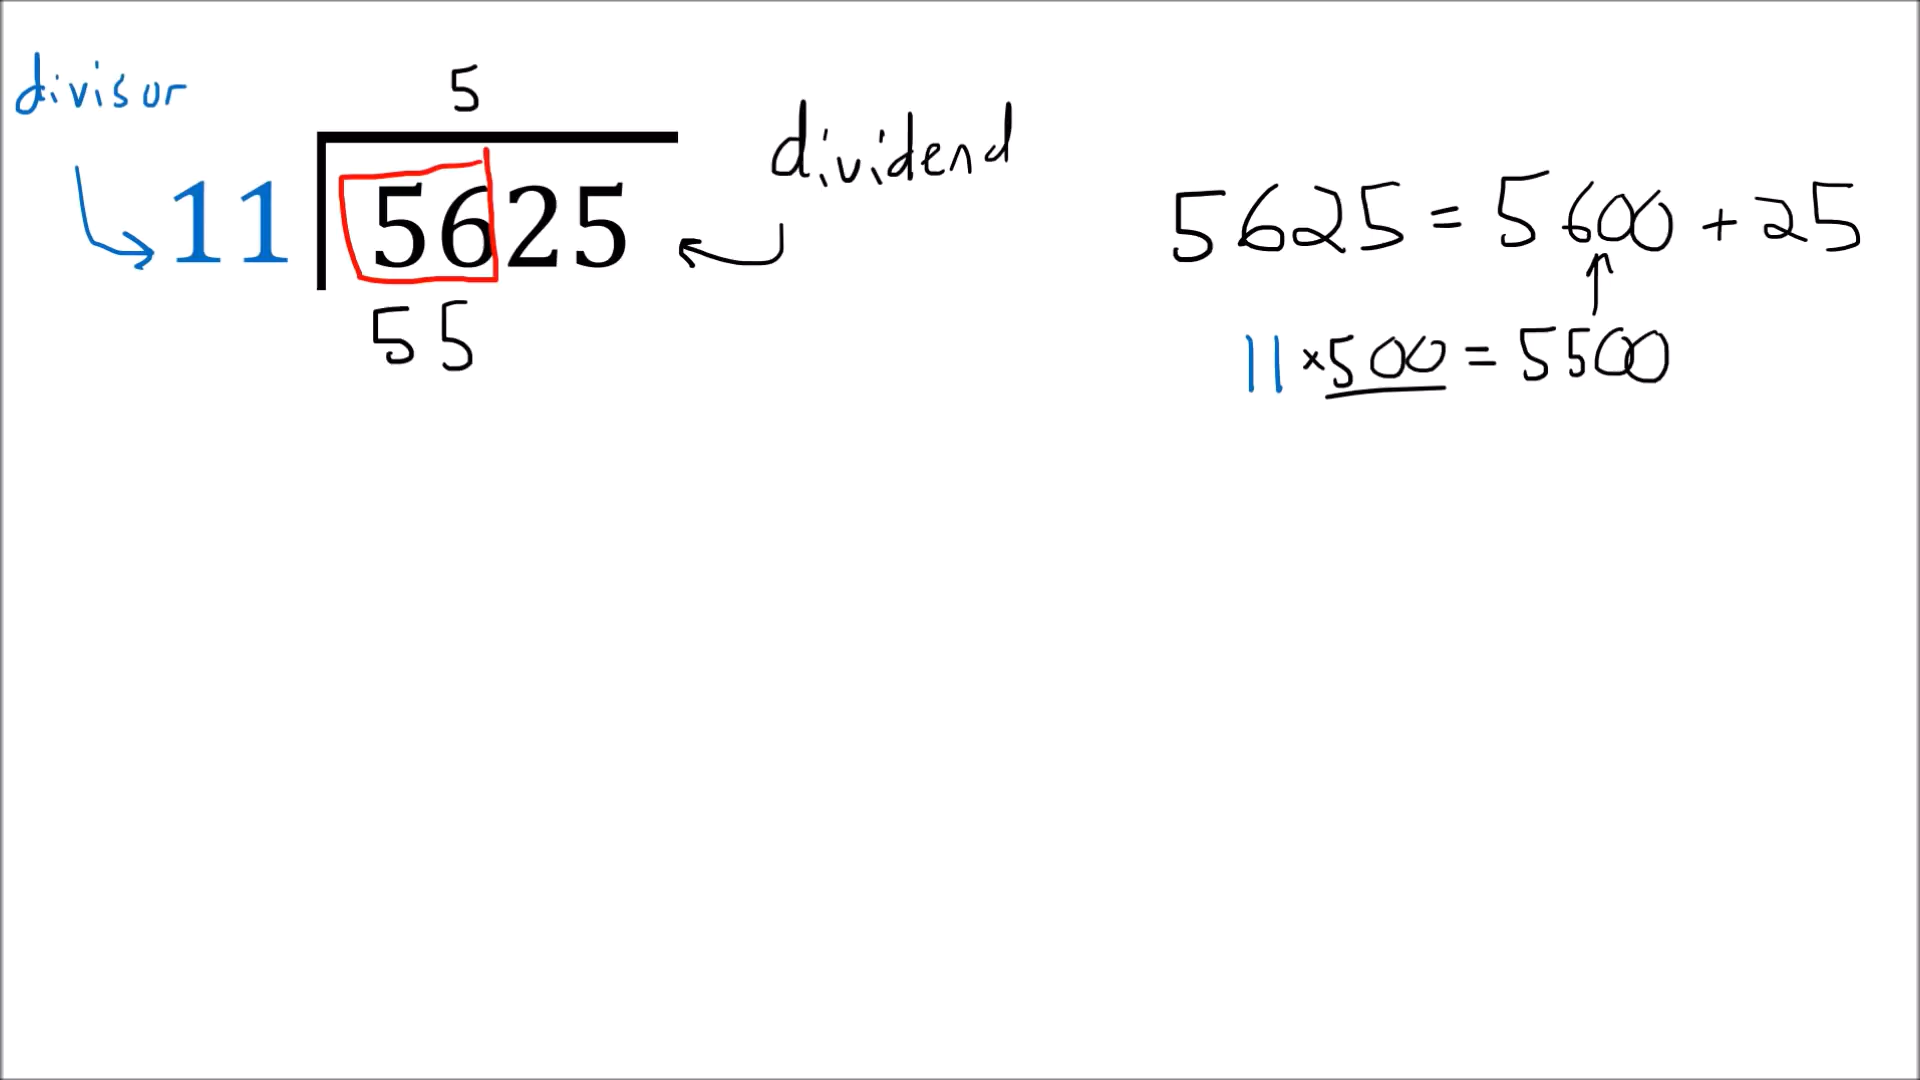 divisor
5
dividend
11 5625
55
5625 = 5600 + 25
11 × 500 = 5500